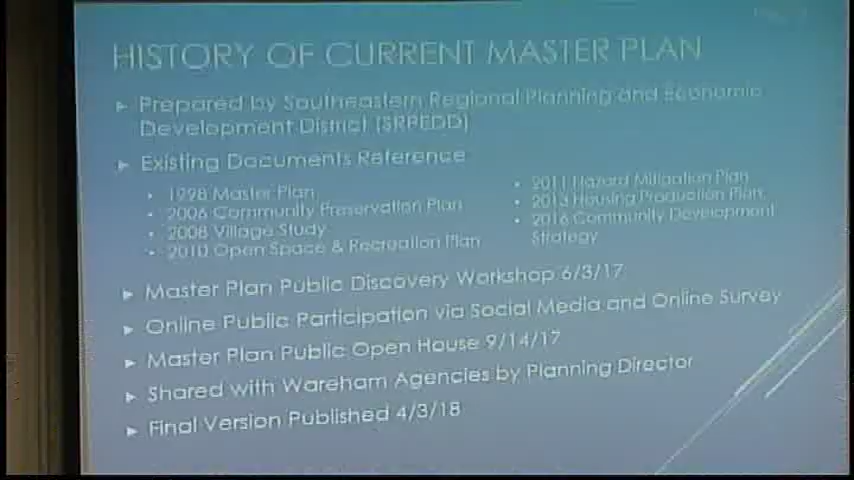 HISTORY OF CURRENT MASTER PLAN
Prepared by Southeastern Regional Planning and Economic
Development District (SRPEDD)
Existing Documents Reference
1998 Master Plan
2006 Community Preservation Plan
2008 Village Study
2010 Open Space & Recreation Plan
2011 Hazard Mitigation Plan
2013 Housing Production Plan
2016 Community Development
Strategy
Master Plan Public Discovery Workshop 6/3/17
Online Public Participation via Social Media and Online Survey
Master Plan Public Open House 9/14/17
Shared with Wareham Agencies by Planning Director
Final Version Published 4/3/18